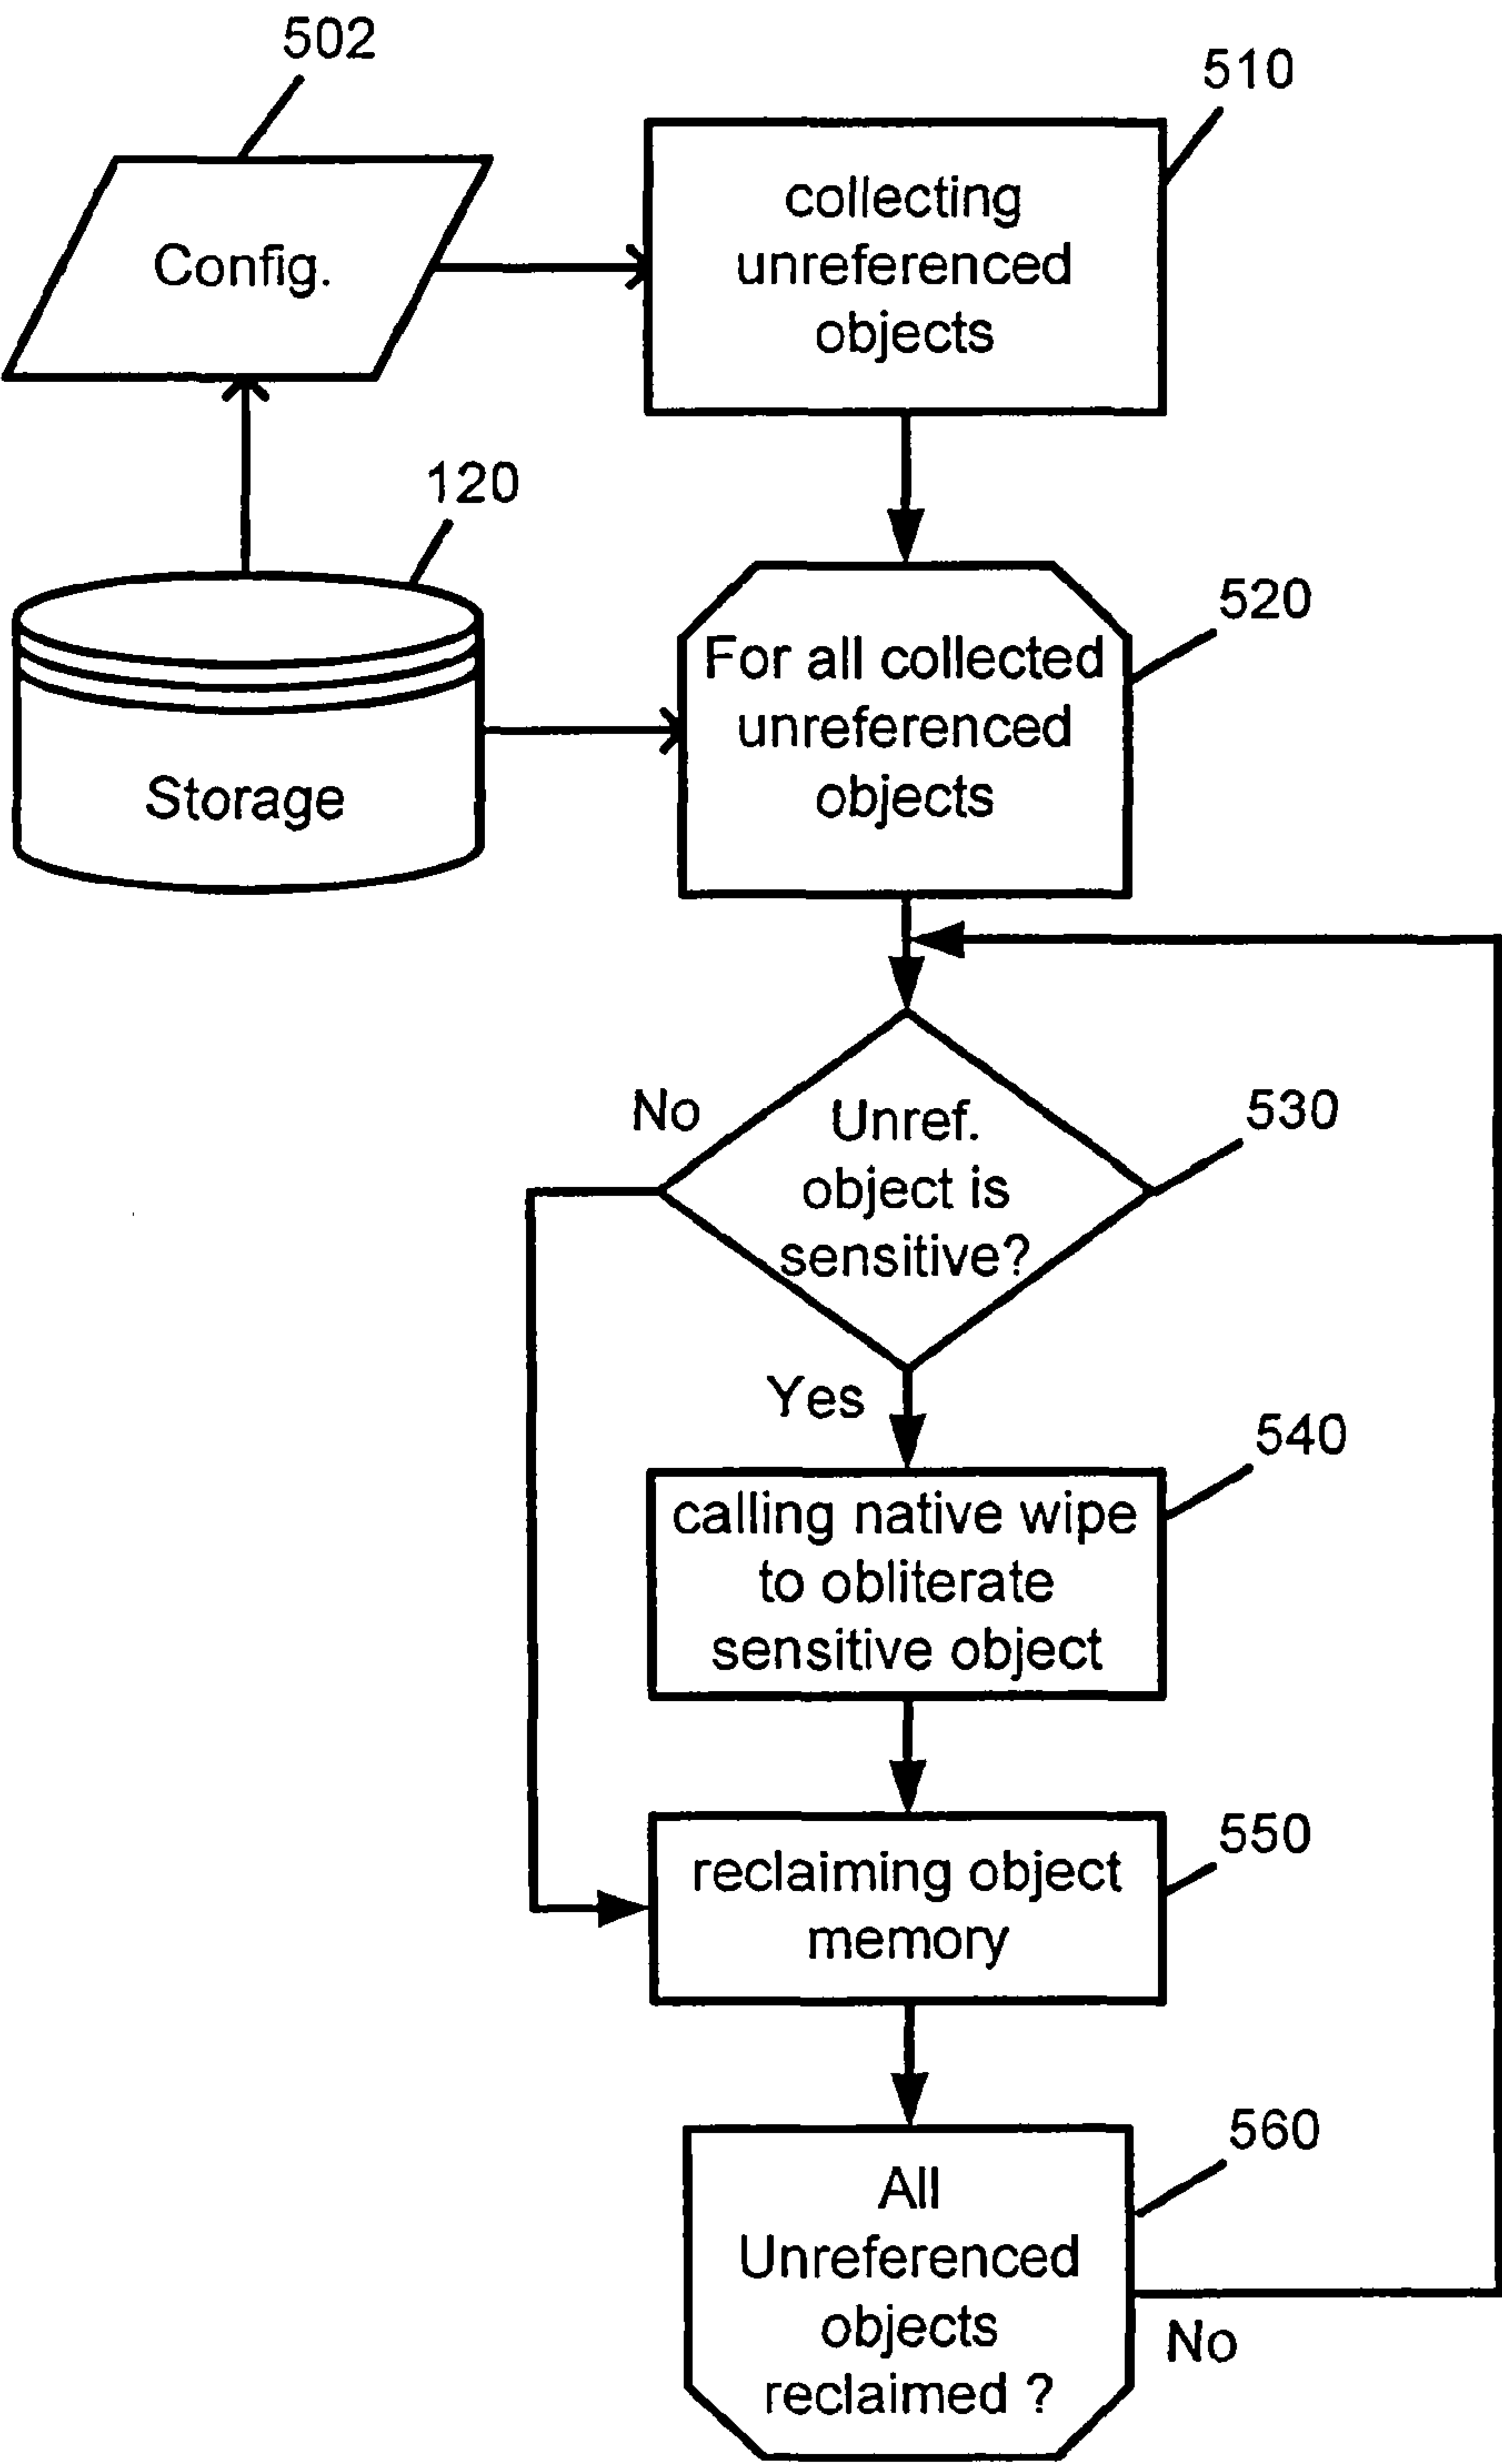 502
510
collecting
unreferenced
objects
Config.
120
520
For all collected
unreferenced
objects
Storage
No
530
Unref.
object is
sensitive?
Yes
540
calling native wipe
to obliterate
sensitive object
550
reclaiming object
memory
560
All
Unreferenced
objects
reclaimed ?
No